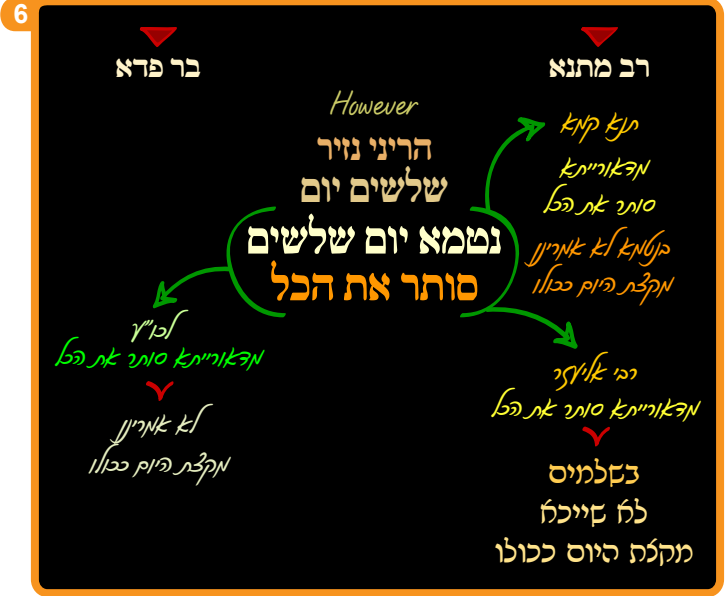 6
רב מתנא
בר פדא
However
הריני נזיר
שלשים יום
נטמא יום שלשים
סותר את הכל
תנא קמא
מדאורייתא
סותר את הכל
בנטמא לא אמרינן
מקצת היום ככולו
רבי אליעזר
מדאורייתא סותר את הכל
בשלמים
לא שייכא
מקצת היום ככולו
לכו"ע
מדאורייתא סותר את הכל
לא אמרינן
מקצת היום ככולו